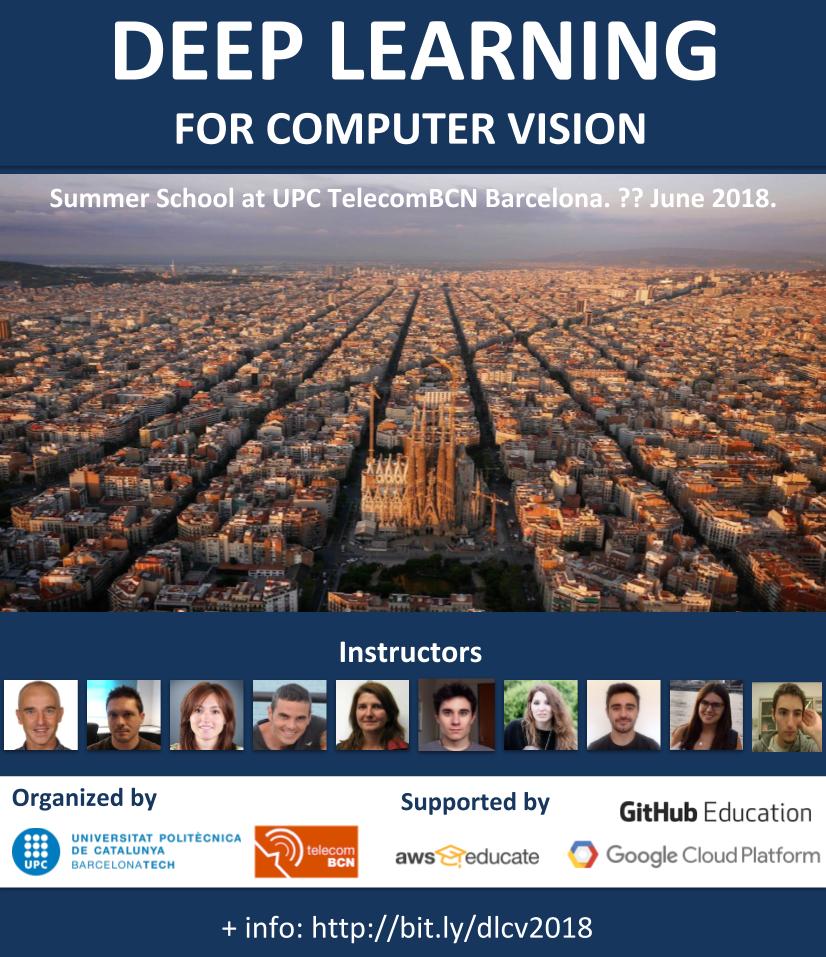 DEEP LEARNING
FOR COMPUTER VISION
Summer School at UPC TelecomBCN Barcelona. ?? June 2018.
Instructors
Organized by
Supported by
GitHub Education
UPC
UNIVERSITAT POLITÈCNICA
DE CATALUNYA
BARCELONATECH
telecom
BCN
aws educate
Google Cloud Platform
+ info: http://bit.ly/dlcv2018